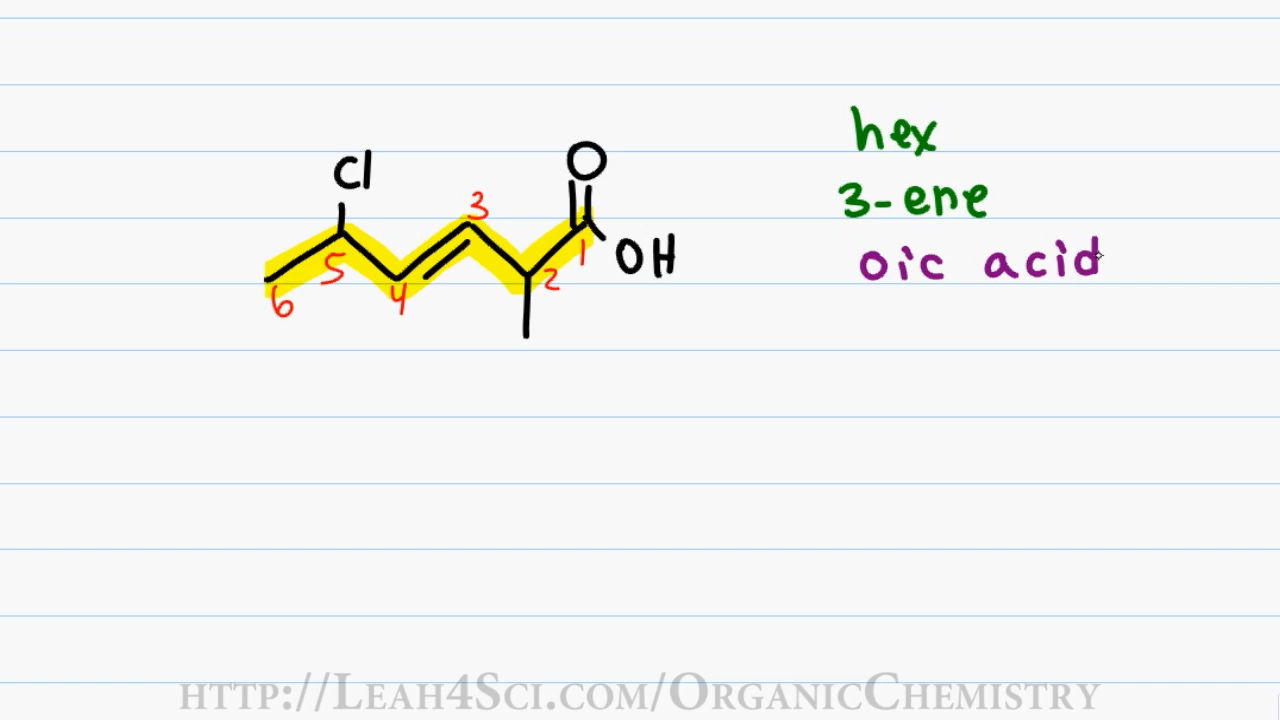 hex
3-ene
oic acid
Cl
O
OH
6
5
4
3
2
1
http://Leah4Sci.com/OrganicChemistry